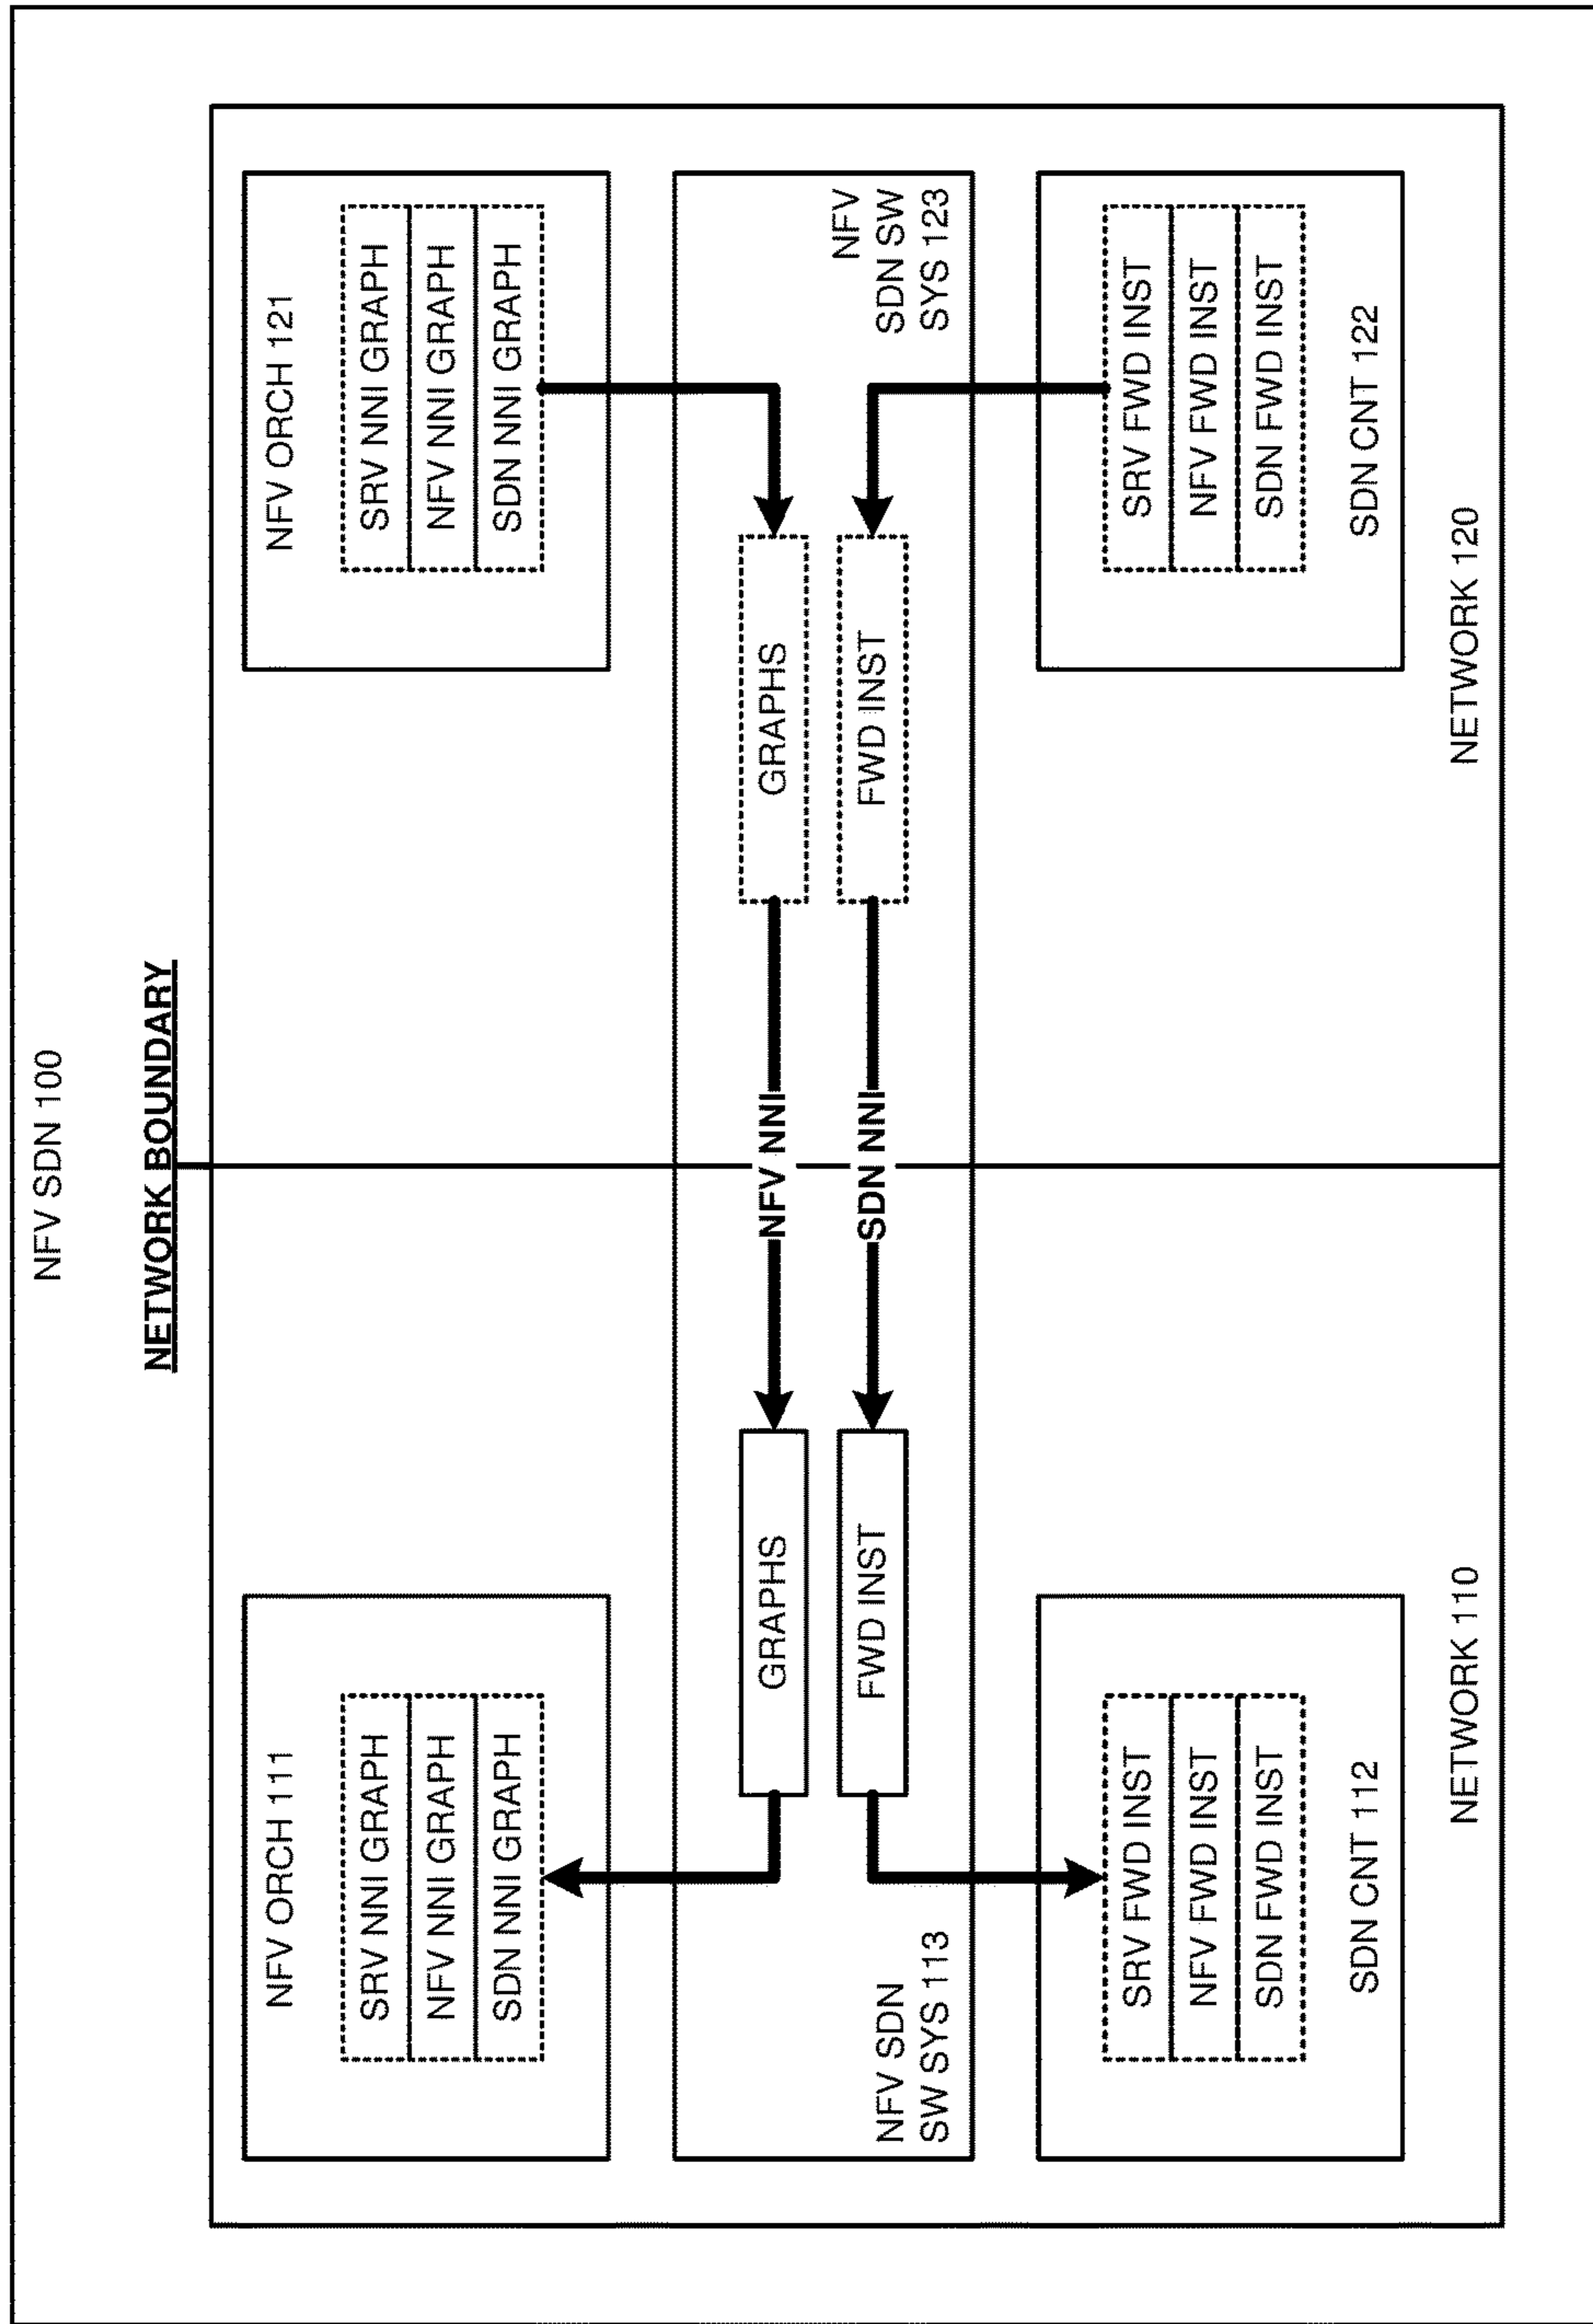 NFV SDN 100
NETWORK BOUNDARY
NFV ORCH 111
SRV NNI GRAPH
NFV NNI GRAPH
SDN NNI GRAPH
NFV ORCH 121
SRV NNI GRAPH
NFV NNI GRAPH
SDN NNI GRAPH
GRAPHS
NFV NNI
GRAPHS
FWD INST
SDN NNI
FWD INST
NFV SDN
SW SYS 113
NFV
SDN SW
SYS 123
SRV FWD INST
NFV FWD INST
SDN FWD INST
SDN CNT 112
SRV FWD INST
NFV FWD INST
SDN FWD INST
SDN CNT 122
NETWORK 110
NETWORK 120